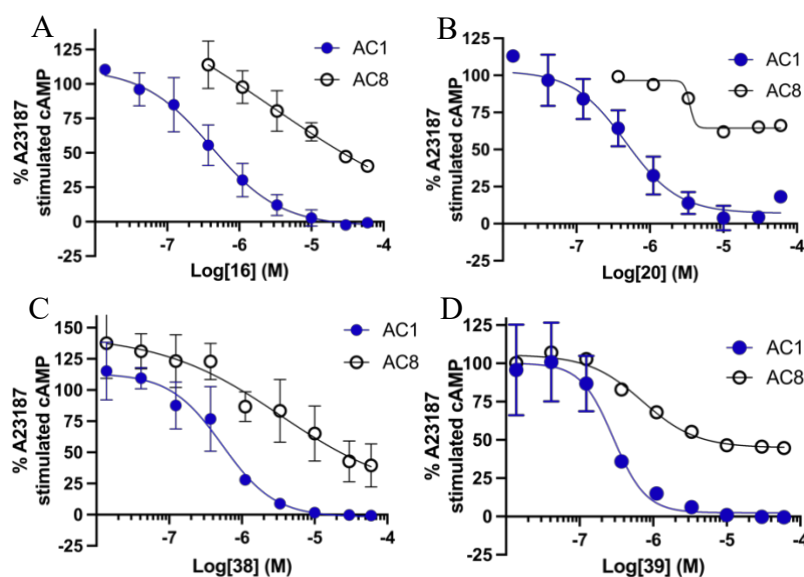 A
AC1
AC8
% A23187
stimulated cAMP
125
100
75
50
25
0
-25
-7
-6
-5
-4
Log[16] (M)
B
AC1
AC8
% A23187
stimulated cAMP
125
100
75
50
25
0
-25
-7
-6
-5
-4
Log[20] (M)
C
AC1
AC8
% A23187
stimulated cAMP
150
125
100
75
50
25
0
-25
-7
-6
-5
-4
Log[38] (M)
D
AC1
AC8
% A23187
stimulated cAMP
125
100
75
50
25
0
-25
-7
-6
-5
-4
Log[39] (M)